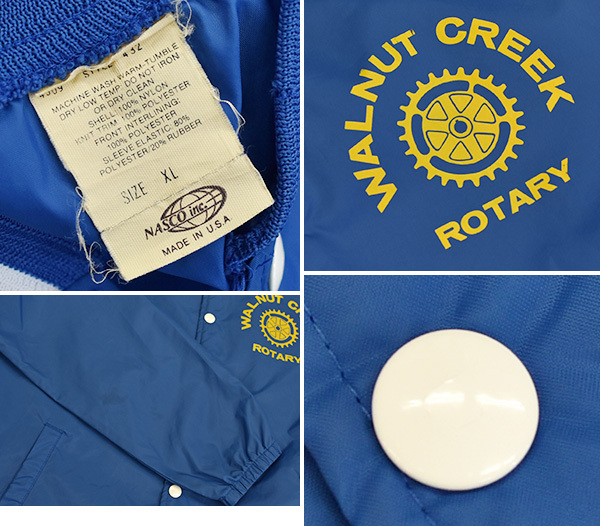 4369 STYLE 432
MACHINE WASH WARM-TUMBLE
DRY LOW TEMP. DO NOT IRON
OR DRY CLEAN
SHELL: 100% NYLON
KNIT TRIM: 100% POLYESTER
FRONT INTERLINING:
100% POLYESTER
SLEEVE ELASTIC: 80%
POLYESTER/20% RUBBER
SIZE XL
NASCO inc.
MADE IN U.S.A.
WALNUT CREEK
ROTARY
WALNUT CREEK
ROTARY